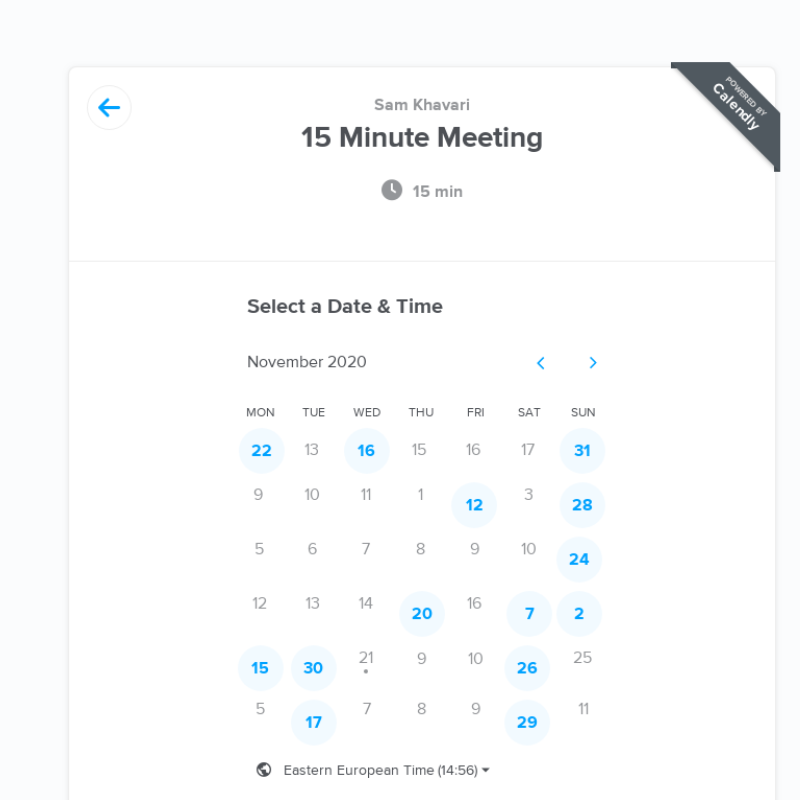 POWERED BY
Calendly
Sam Khavari
15 Minute Meeting
15 min
Select a Date & Time
November 2020
MON TUE WED THU FRI SAT SUN
22 13 16 15 16 17 31
9 10 11 1 12 3 28
5 6 7 8 9 10 24
12 13 14 20 16 7 2
15 30 21 9 10 26 25
5 17 7 8 9 29 11
Eastern European Time (14:56)